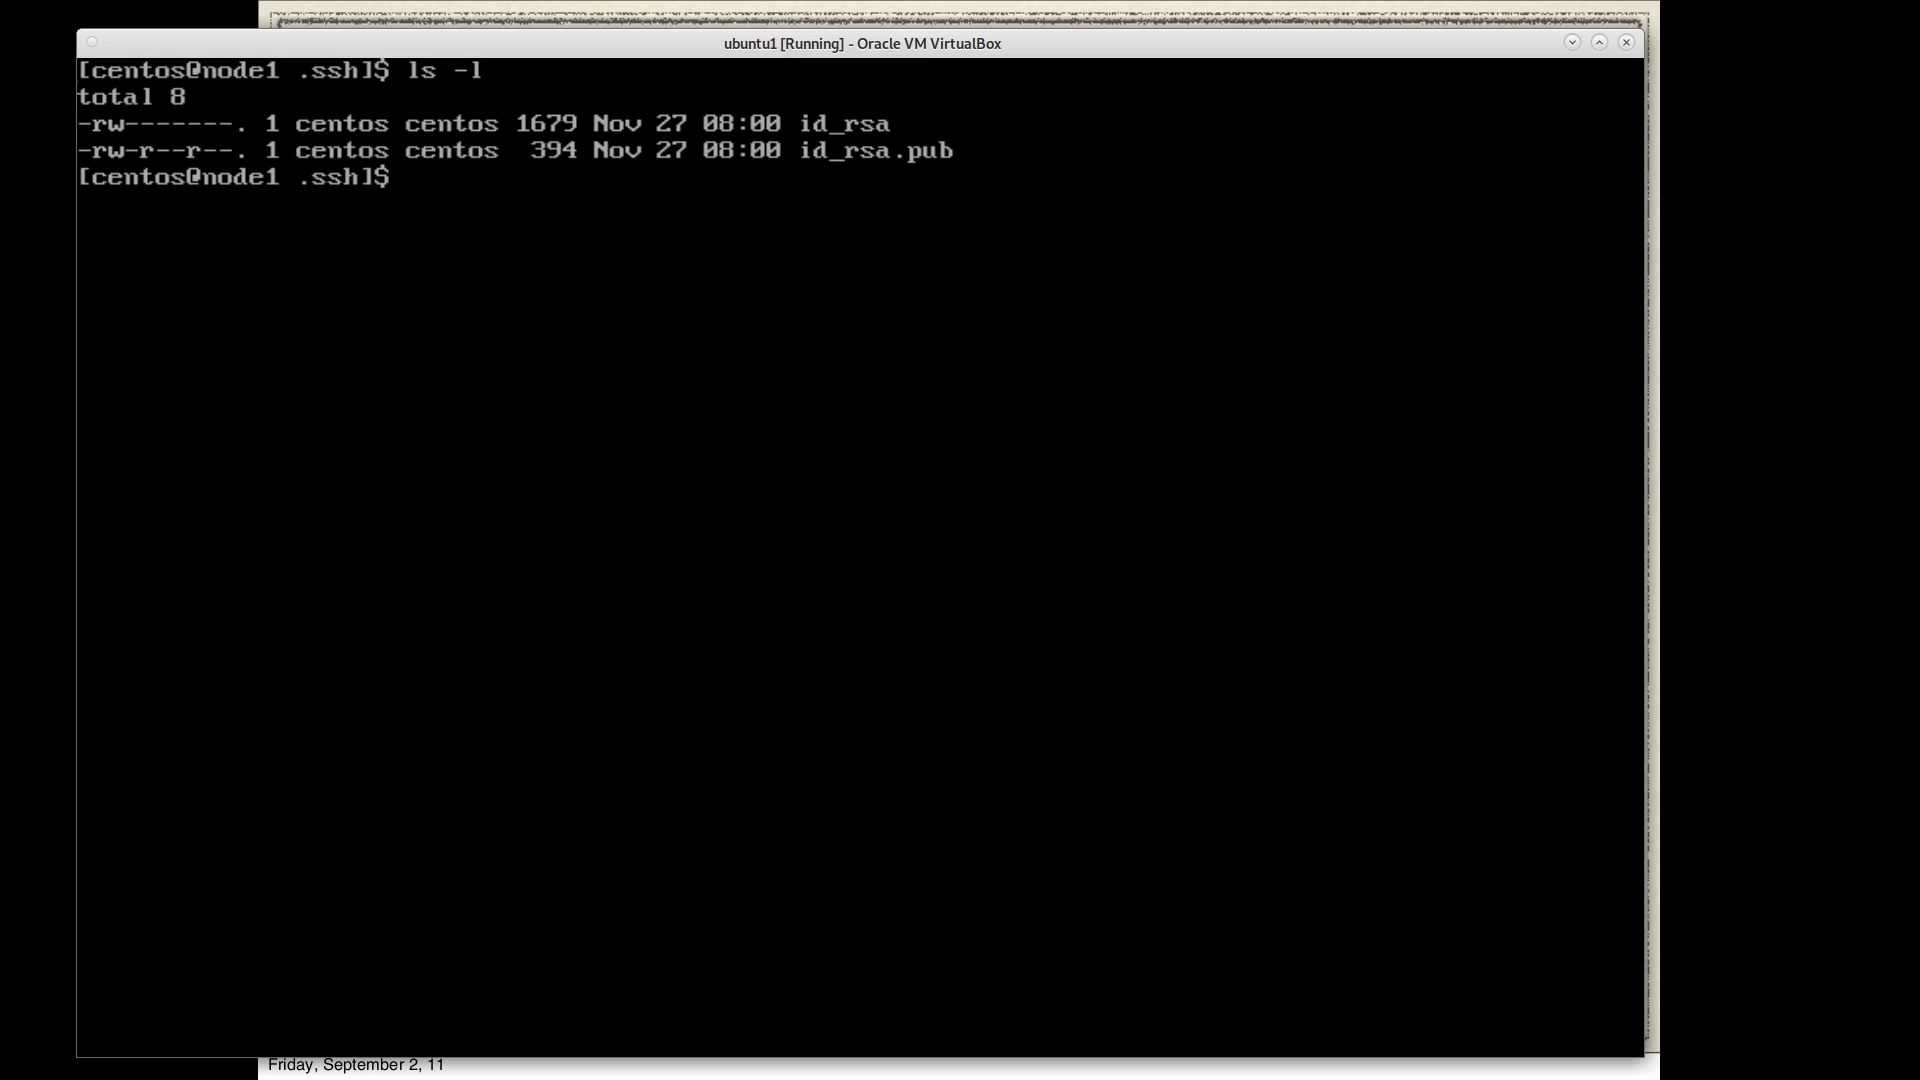 ubuntu1 [Running] - Oracle VM VirtualBox
[centos@node1 .ssh]$ ls -l
total 8
-rw-------. 1 centos centos 1679 Nov 27 08:00 id_rsa
-rw-r--r--. 1 centos centos  394 Nov 27 08:00 id_rsa.pub
[centos@node1 .ssh]$
Friday, September 2, 11